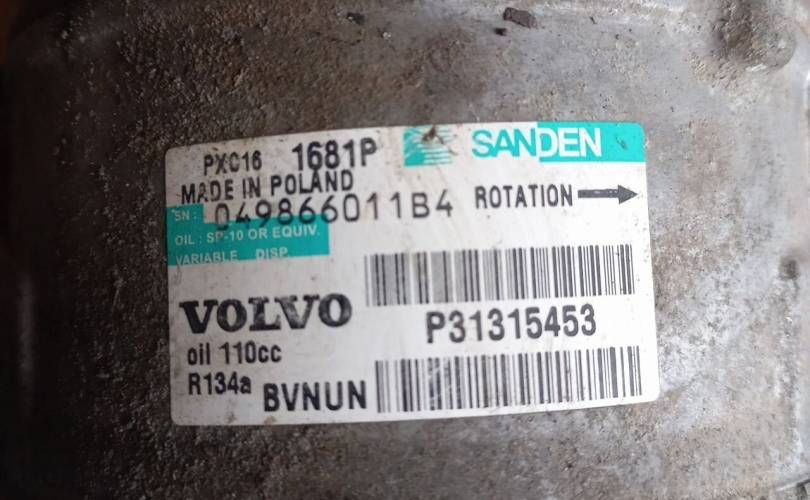 PXC16 1681P SANDEN
MADE IN POLAND
SN: 049866011B4 ROTATION
OIL : SP-10 OR EQUIV.
VARIABLE DISP.
VOLVO
P31315453
oil 110cc
R134a BVNUN